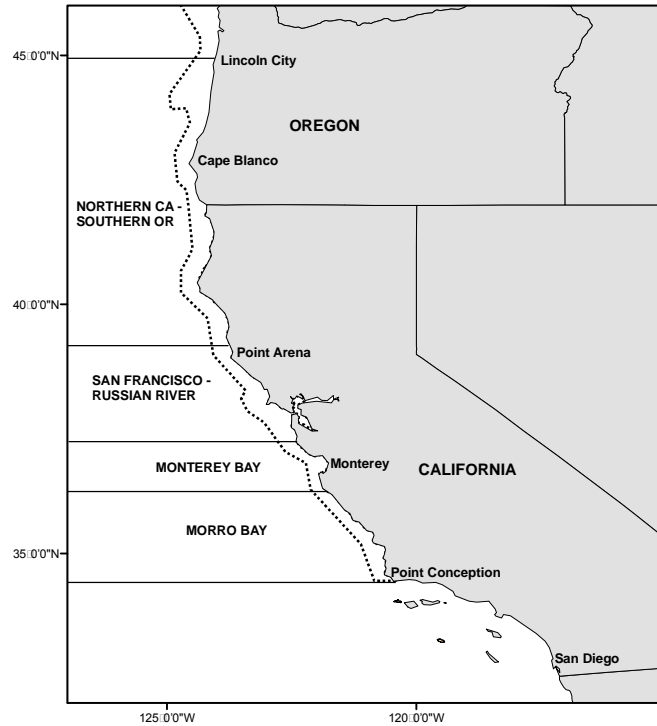 45°0'0"N
Lincoln City
OREGON
Cape Blanco
NORTHERN CA -
SOUTHERN OR
40°0'0"N
Point Arena
SAN FRANCISCO -
RUSSIAN RIVER
Monterey
MONTEREY BAY
CALIFORNIA
MORRO BAY
35°0'0"N
Point Conception
San Diego
125°0'0"W
120°0'0"W